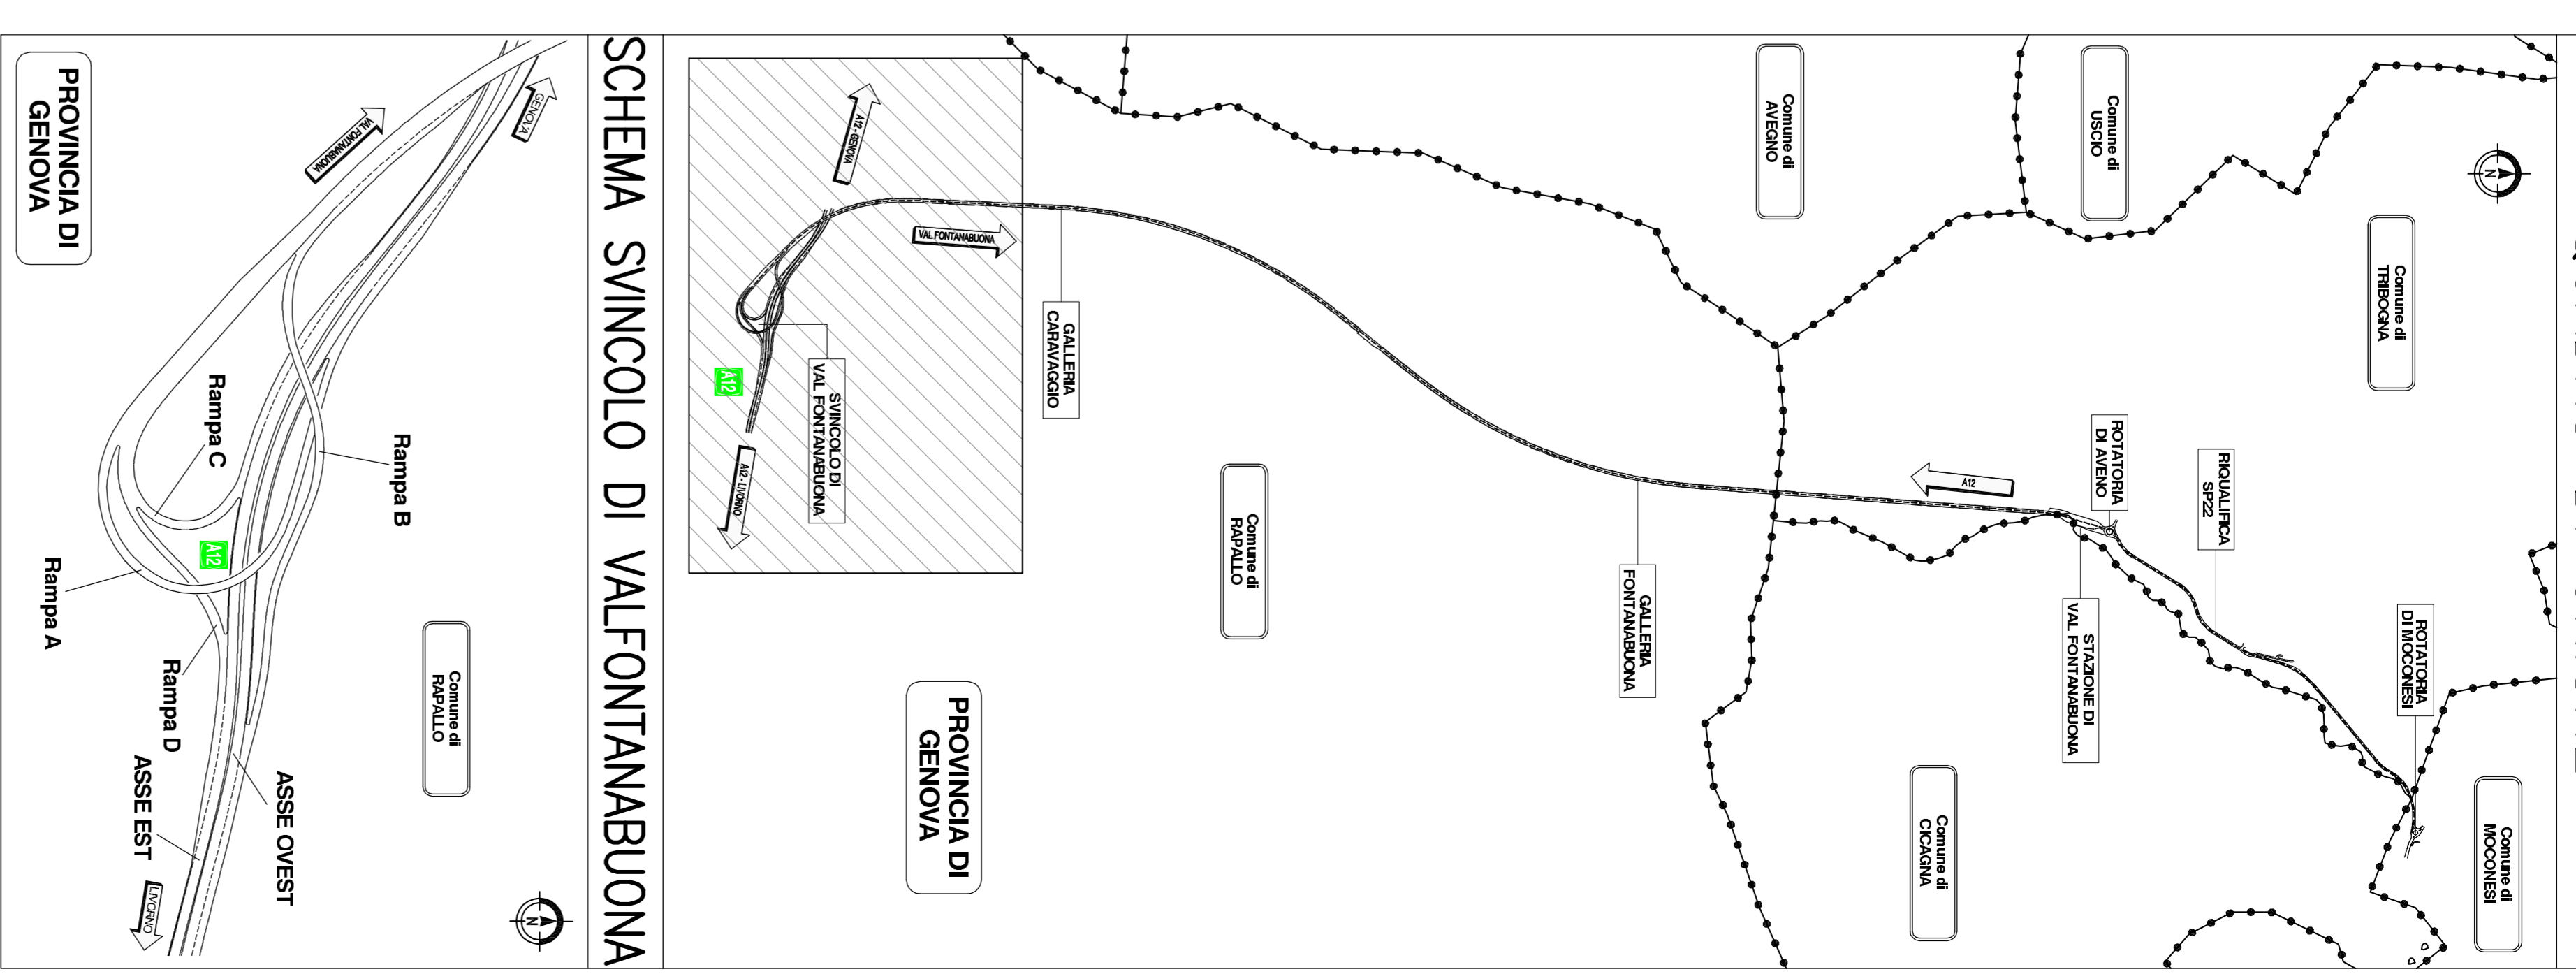 N
Comune di
MOCONESI
ROTATORIA
DI MOCONESI
Comune di
TRIBOGNA
RIQUALIFICA
SP22
ROTATORIA
DI AVENO
Comune di
USCIO
STAZIONE DI
VAL FONTANABUONA
A12
Comune di
CICAGNA
Comune di
AVEGNO
GALLERIA
FONTANABUONA
Comune di
RAPALLO
GALLERIA
CARAVAGGIO
VAL FONTANABUONA
PROVINCIA DI
GENOVA
A12 - GENOVA
SVINCOLO DI
VAL FONTANABUONA
A12 - LIVORNO
A12
SCHEMA SVINCOLO DI VALFONTANABUONA
GENOVA
N
Comune di
RAPALLO
Rampa B
VAL FONTANABUONA
ASSE OVEST
Rampa C
A12
Rampa D
ASSE EST
LIVORNO
PROVINCIA DI
GENOVA
Rampa A